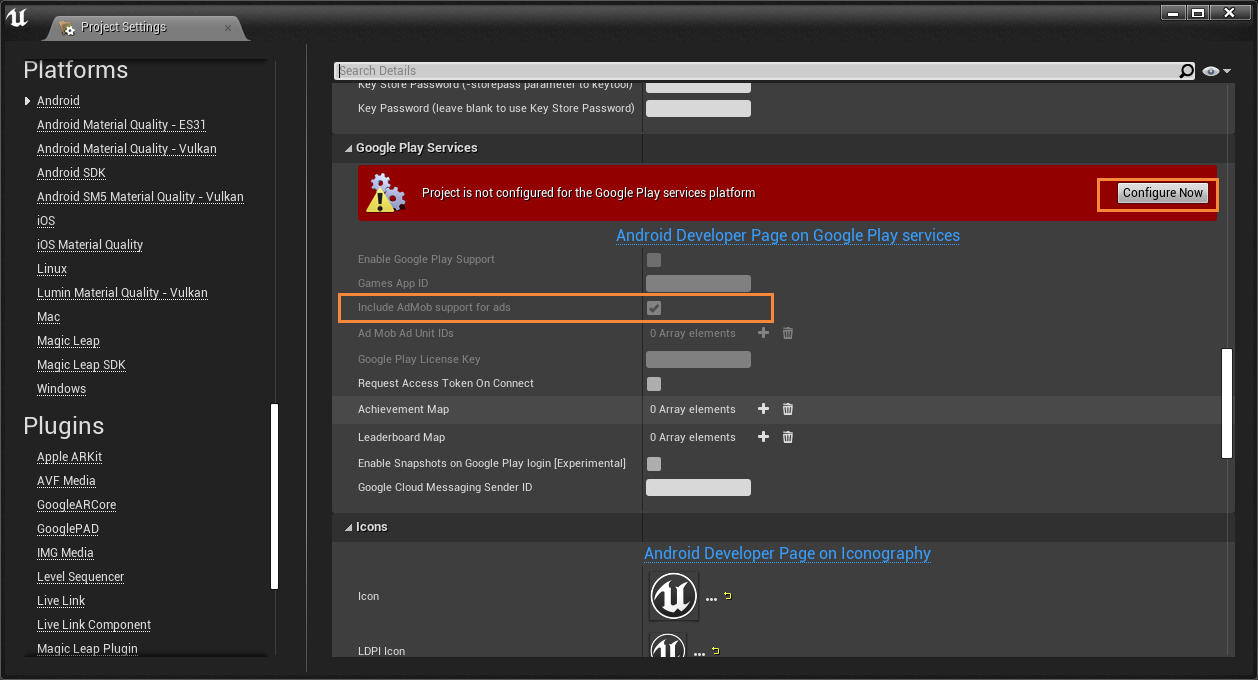 Project Settings
Platforms
Android
Android Material Quality - ES31
Android Material Quality - Vulkan
Android SDK
Android SM5 Material Quality - Vulkan
iOS
iOS Material Quality
Linux
Lumin Material Quality - Vulkan
Mac
Magic Leap
Magic Leap SDK
Windows
Plugins
Apple ARKit
AVF Media
GoogleARCore
GooglePAD
IMG Media
Level Sequencer
Live Link
Live Link Component
Magic Leap Plugin
Search Details
Key Store Password (-storepass parameter to keytool)
Key Password (leave blank to use Key Store Password)
Google Play Services
Project is not configured for the Google Play services platform
Configure Now
Android Developer Page on Google Play services
Enable Google Play Support
Games App ID
Include AdMob support for ads
Ad Mob Ad Unit IDs 0 Array elements
Google Play License Key
Request Access Token On Connect
Achievement Map 0 Array elements
Leaderboard Map 0 Array elements
Enable Snapshots on Google Play login [Experimental]
Google Cloud Messaging Sender ID
Icons
Android Developer Page on Iconography
Icon
LDPI Icon